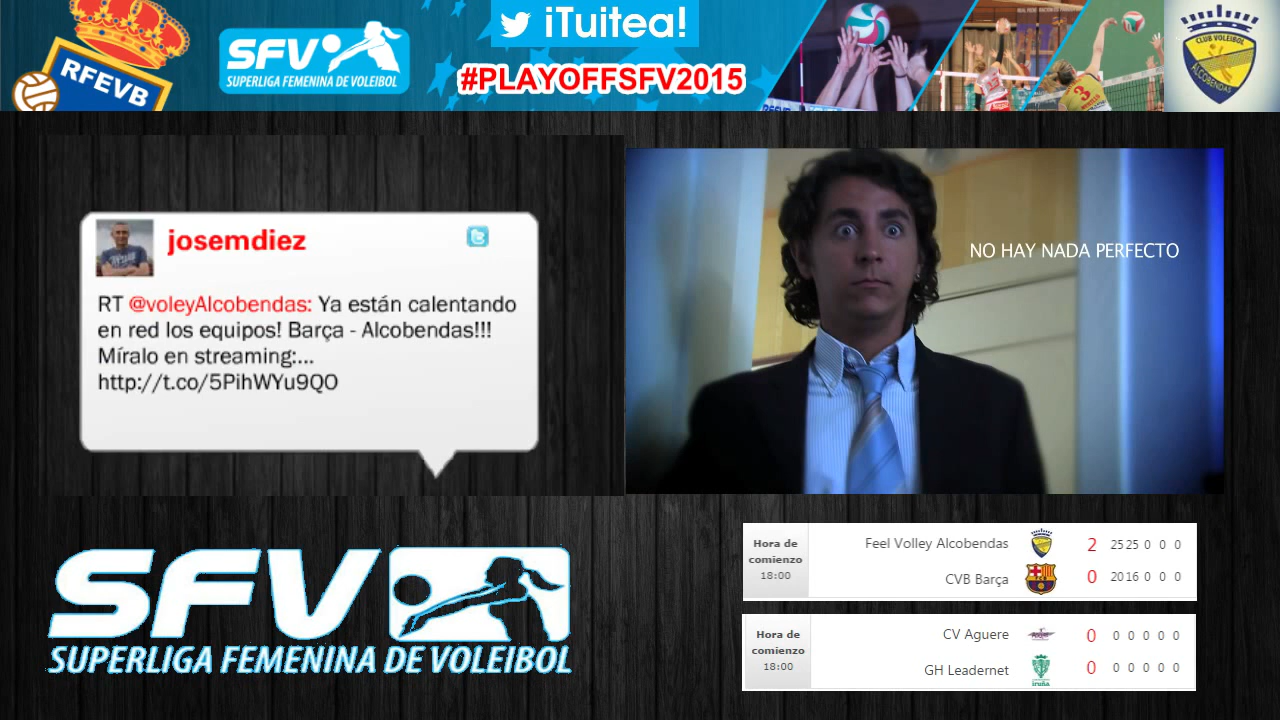 RFEVB
SFV
SUPERLIGA FEMENINA DE VOLEIBOL
¡Tuitea!
#PLAYOFFSFV2015
3
CLUB VOLEIBOL
ALCOBENDAS
josemdiez
RT @voleyAlcobendas: Ya están calentando
en red los equipos! Barça - Alcobendas!!!
Míralo en streaming:...
http://t.co/5PihWYu9QO
NO HAY NADA PERFECTO
SFV
SUPERLIGA FEMENINA DE VOLEIBOL
Hora de
comienzo
18:00
Feel Volley Alcobendas 2 25 25 0 0 0
CVB Barça 0 20 16 0 0 0
Hora de
comienzo
18:00
CV Aguere 0 0 0 0 0 0
GH Leadernet 0 0 0 0 0 0